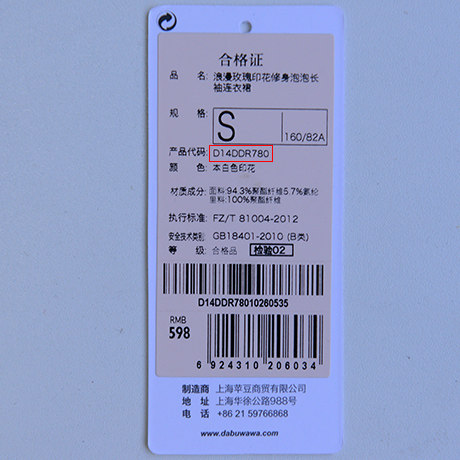 合格证
品 名: 浪漫玫瑰印花修身泡泡长
袖连衣裙
规 格:
S
160/82A
产品代码: D14DDR780
颜 色: 本白色印花
材质成分: 面料:94.3%聚酯纤维5.7%氨纶
里料:100%聚酯纤维
执行标准: FZ/T 81004-2012
安全技术类别: GB18401-2010 (B类)
等 级: 合格品 检验02
D14DDR78010260535
RMB
598
6 924310 206034
制造商 上海苹豆商贸有限公司
地 址 上海华徐公路988号
电 话 +86 21 59766868
www.dabuwawa.com